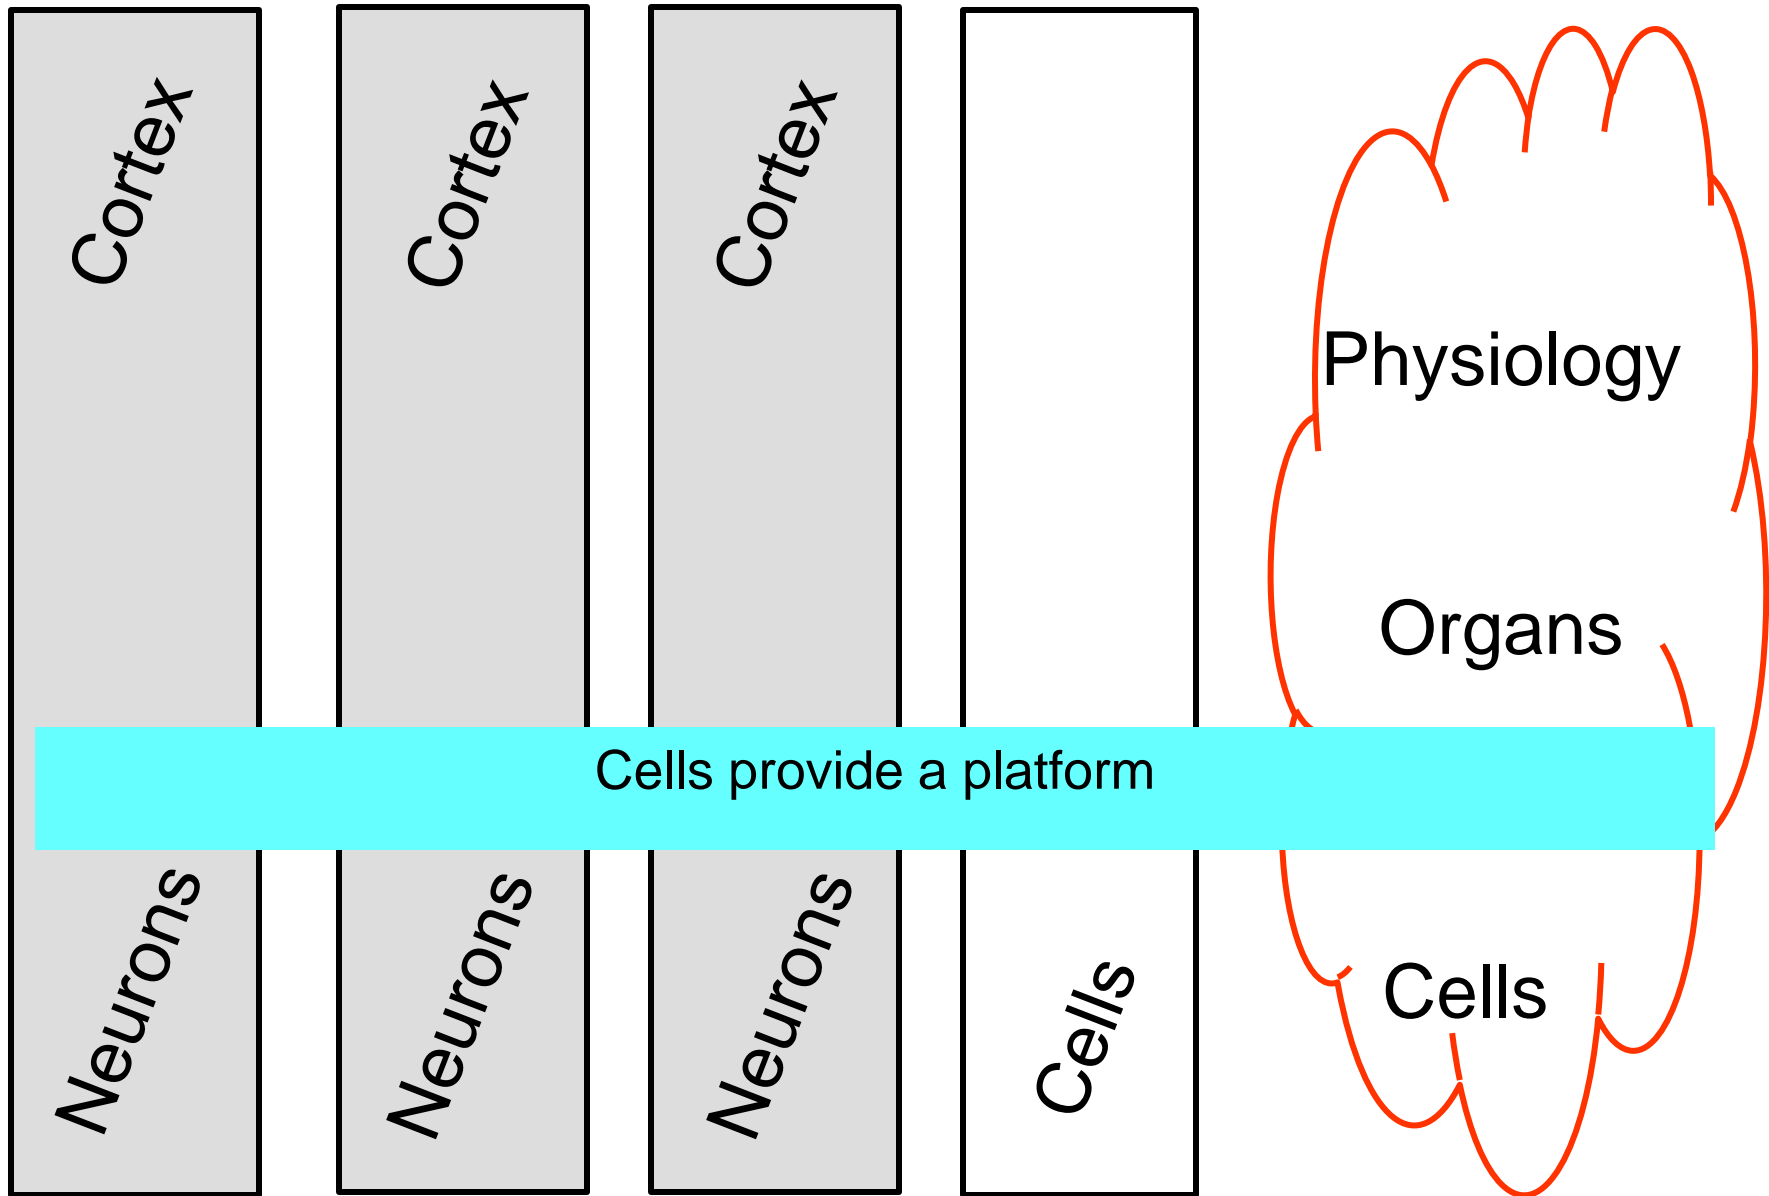 Cortex
Cortex
Cortex
Physiology
Organs
Cells provide a platform
Neurons
Neurons
Neurons
Cells
Cells